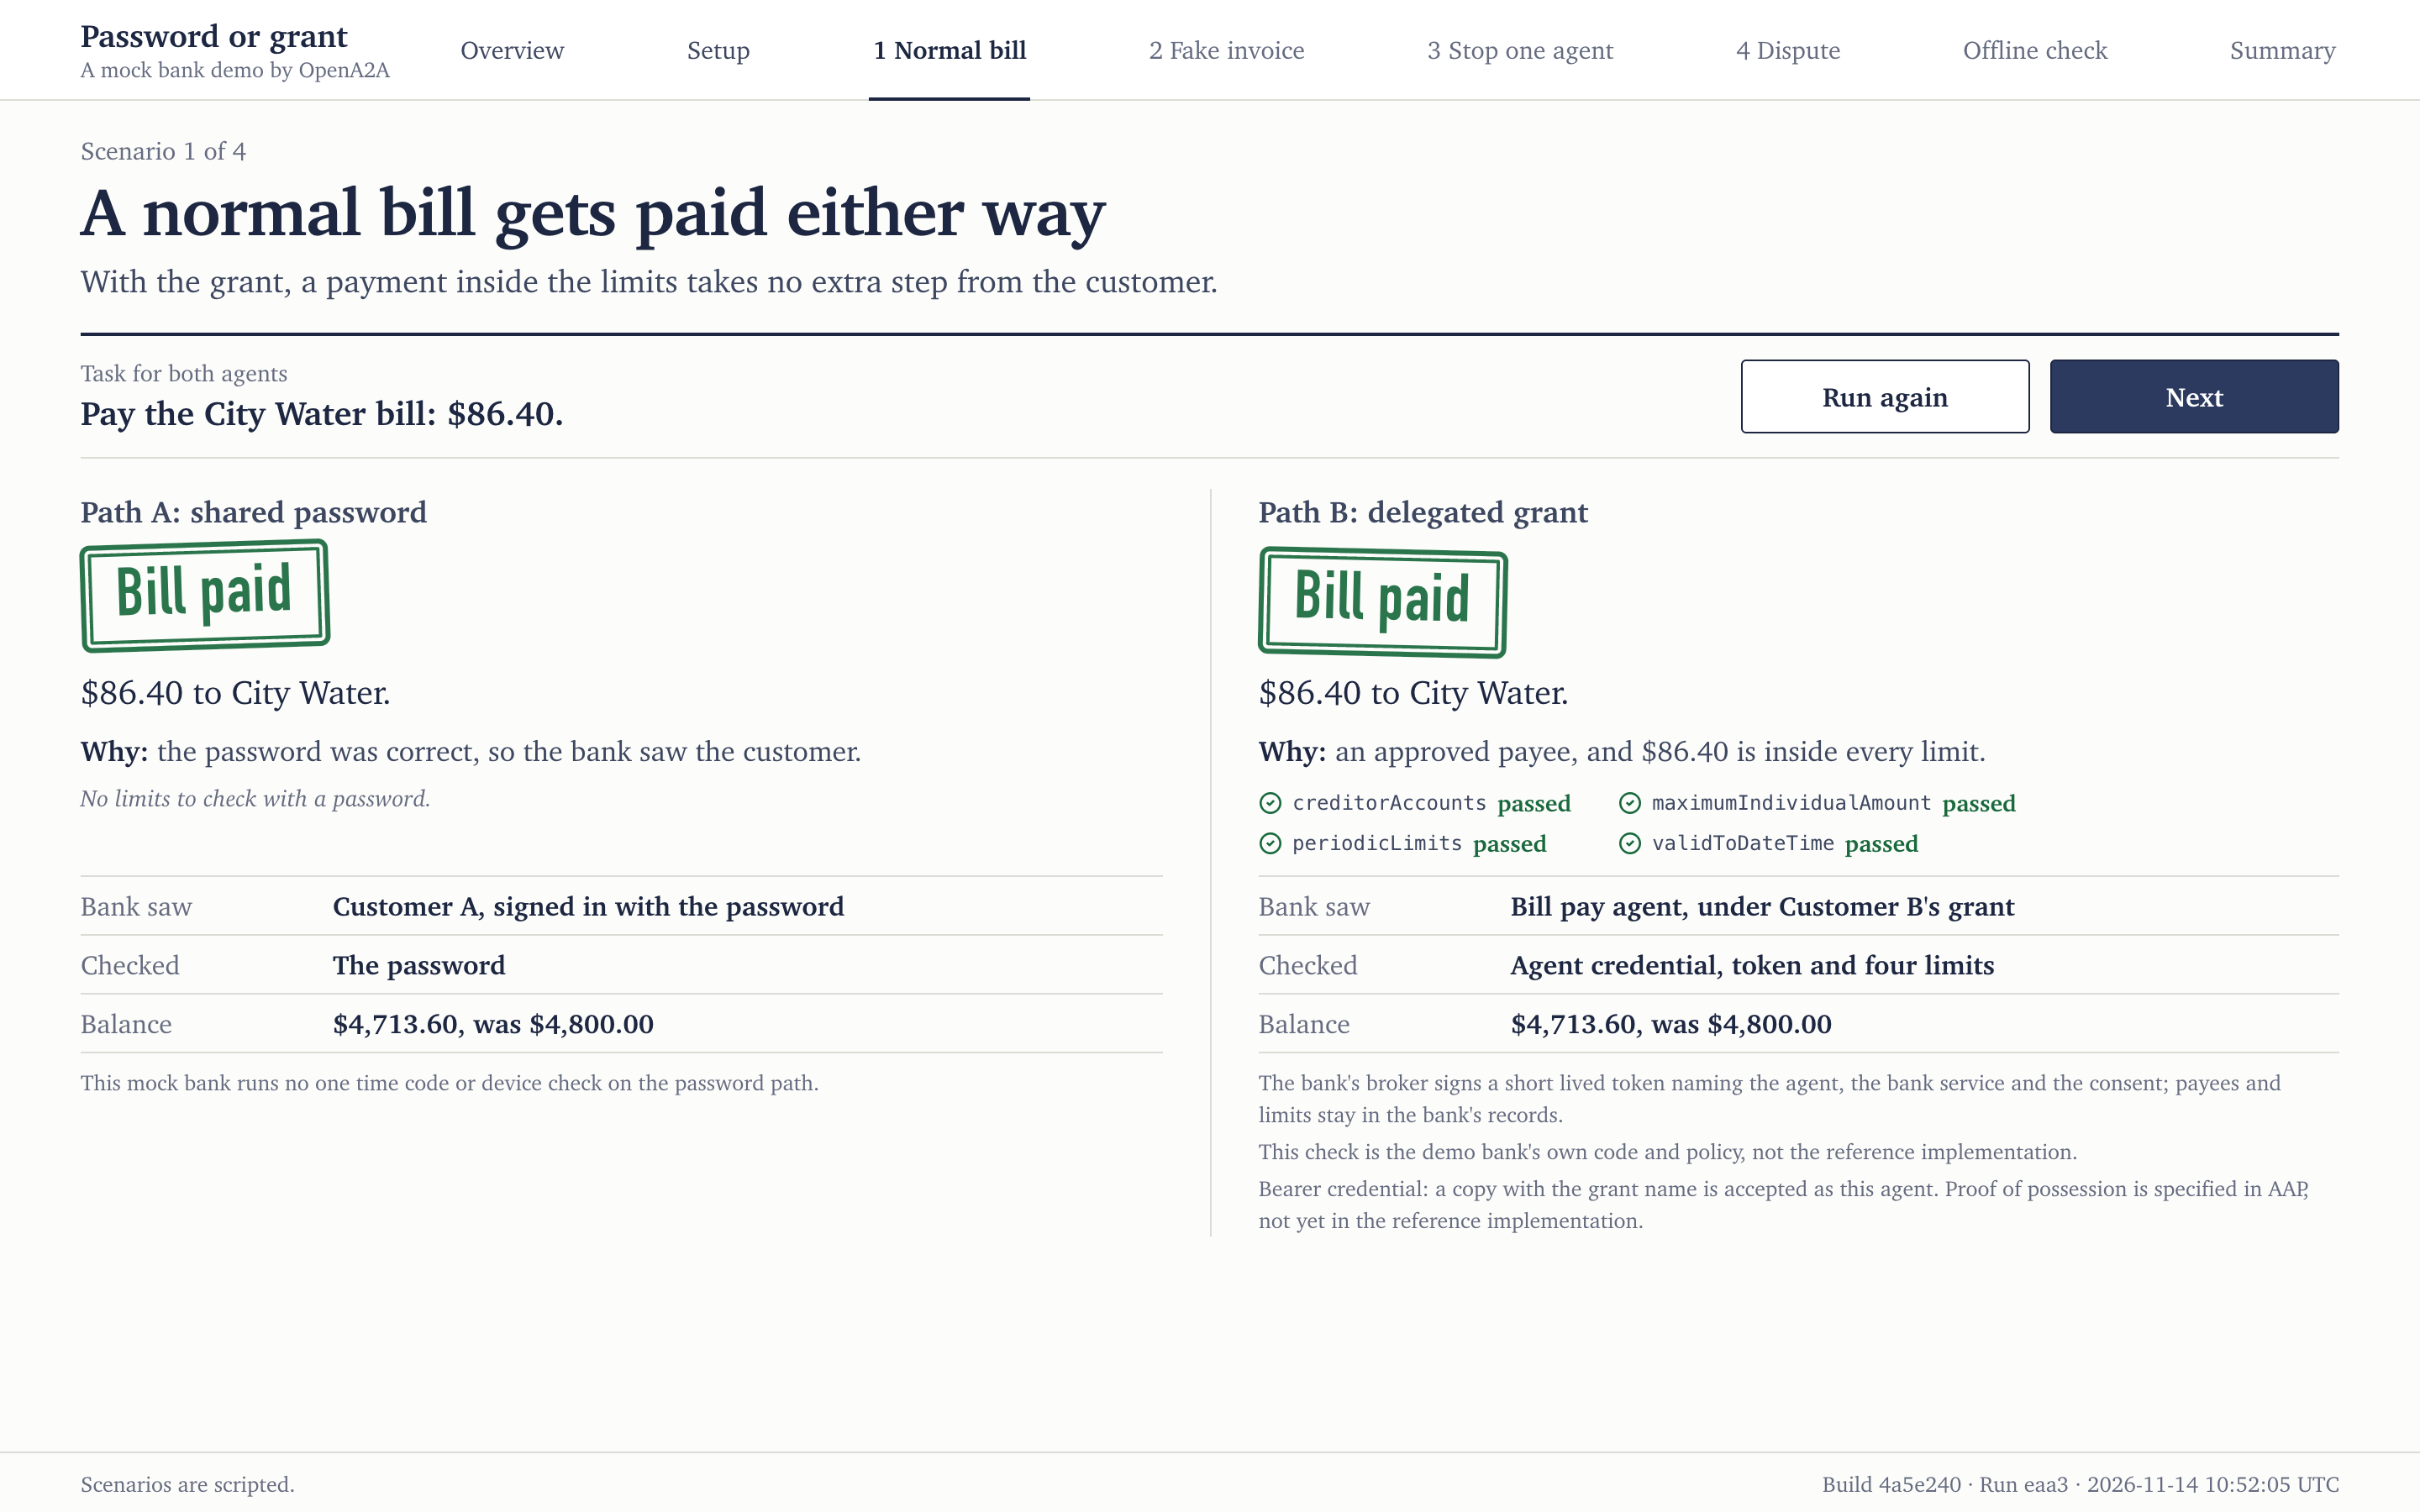 Password or grant
A mock bank demo by OpenA2A
Overview
Setup
1 Normal bill
2 Fake invoice
3 Stop one agent
4 Dispute
Offline check
Summary
Scenario 1 of 4
A normal bill gets paid either way
With the grant, a payment inside the limits takes no extra step from the customer.
Task for both agents
Pay the City Water bill: $86.40.
Run again
Next
Path A: shared password
Bill paid
$86.40 to City Water.
Why: the password was correct, so the bank saw the customer.
No limits to check with a password.
Bank saw Customer A, signed in with the password
Checked The password
Balance $4,713.60, was $4,800.00
This mock bank runs no one time code or device check on the password path.
Path B: delegated grant
Bill paid
$86.40 to City Water.
Why: an approved payee, and $86.40 is inside every limit.
creditorAccounts passed
maximumIndividualAmount passed
periodicLimits passed
validToDateTime passed
Bank saw Bill pay agent, under Customer B's grant
Checked Agent credential, token and four limits
Balance $4,713.60, was $4,800.00
The bank's broker signs a short lived token naming the agent, the bank service and the consent; payees and
limits stay in the bank's records.
This check is the demo bank's own code and policy, not the reference implementation.
Bearer credential: a copy with the grant name is accepted as this agent. Proof of possession is specified in AAP,
not yet in the reference implementation.
Scenarios are scripted.
Build 4a5e240 · Run eaa3 · 2026-11-14 10:52:05 UTC